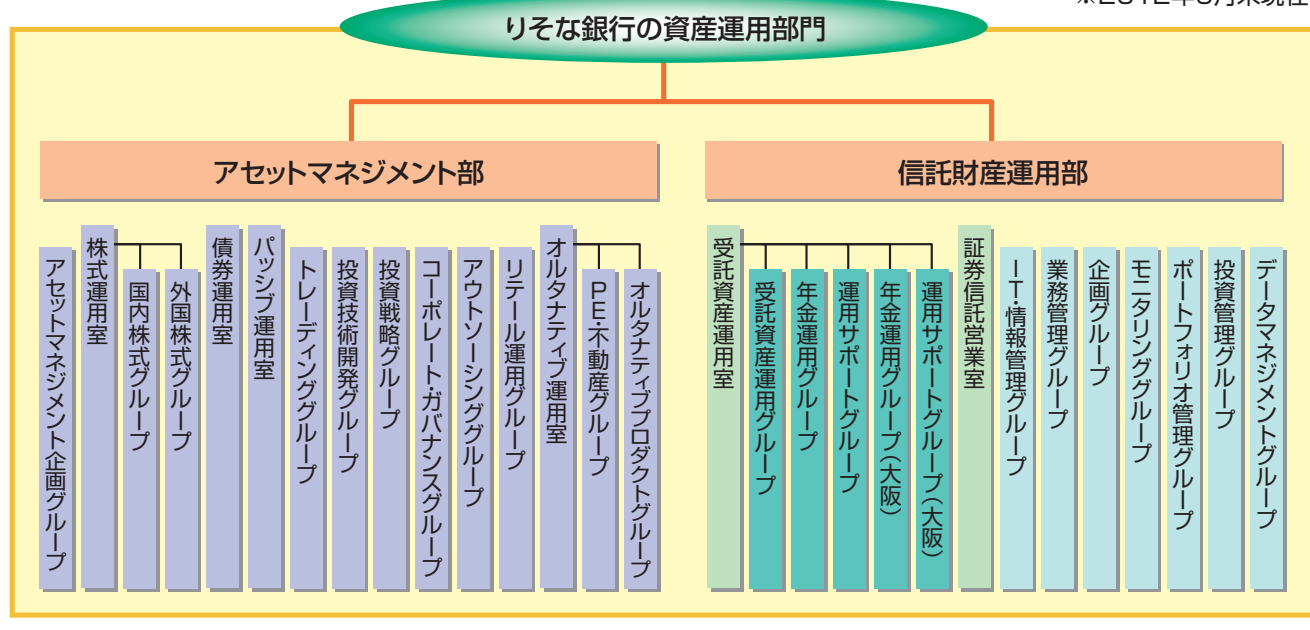 りそな銀行の資産運用部門
アセットマネジメント部
信託財産運用部
アセットマネジメント企画グループ
株式運用室
国内株式グループ
外国株式グループ
債券運用室
パッシブ運用室
トレーディンググループ
投資技術開発グループ
投資戦略グループ
コーポレート・ガバナンスグループ
アウトソーシンググループ
リテール運用グループ
オルタナティブ運用室
PE・不動産グループ
オルタナティブプロダクトグループ
受託資産運用室
受託資産運用グループ
年金運用グループ
運用サポートグループ
年金運用グループ（大阪）
運用サポートグループ（大阪）
証券信託営業室
IT・情報管理グループ
業務管理グループ
企画グループ
モニタリンググループ
ポートフォリオ管理グループ
投資管理グループ
データマネジメントグループ